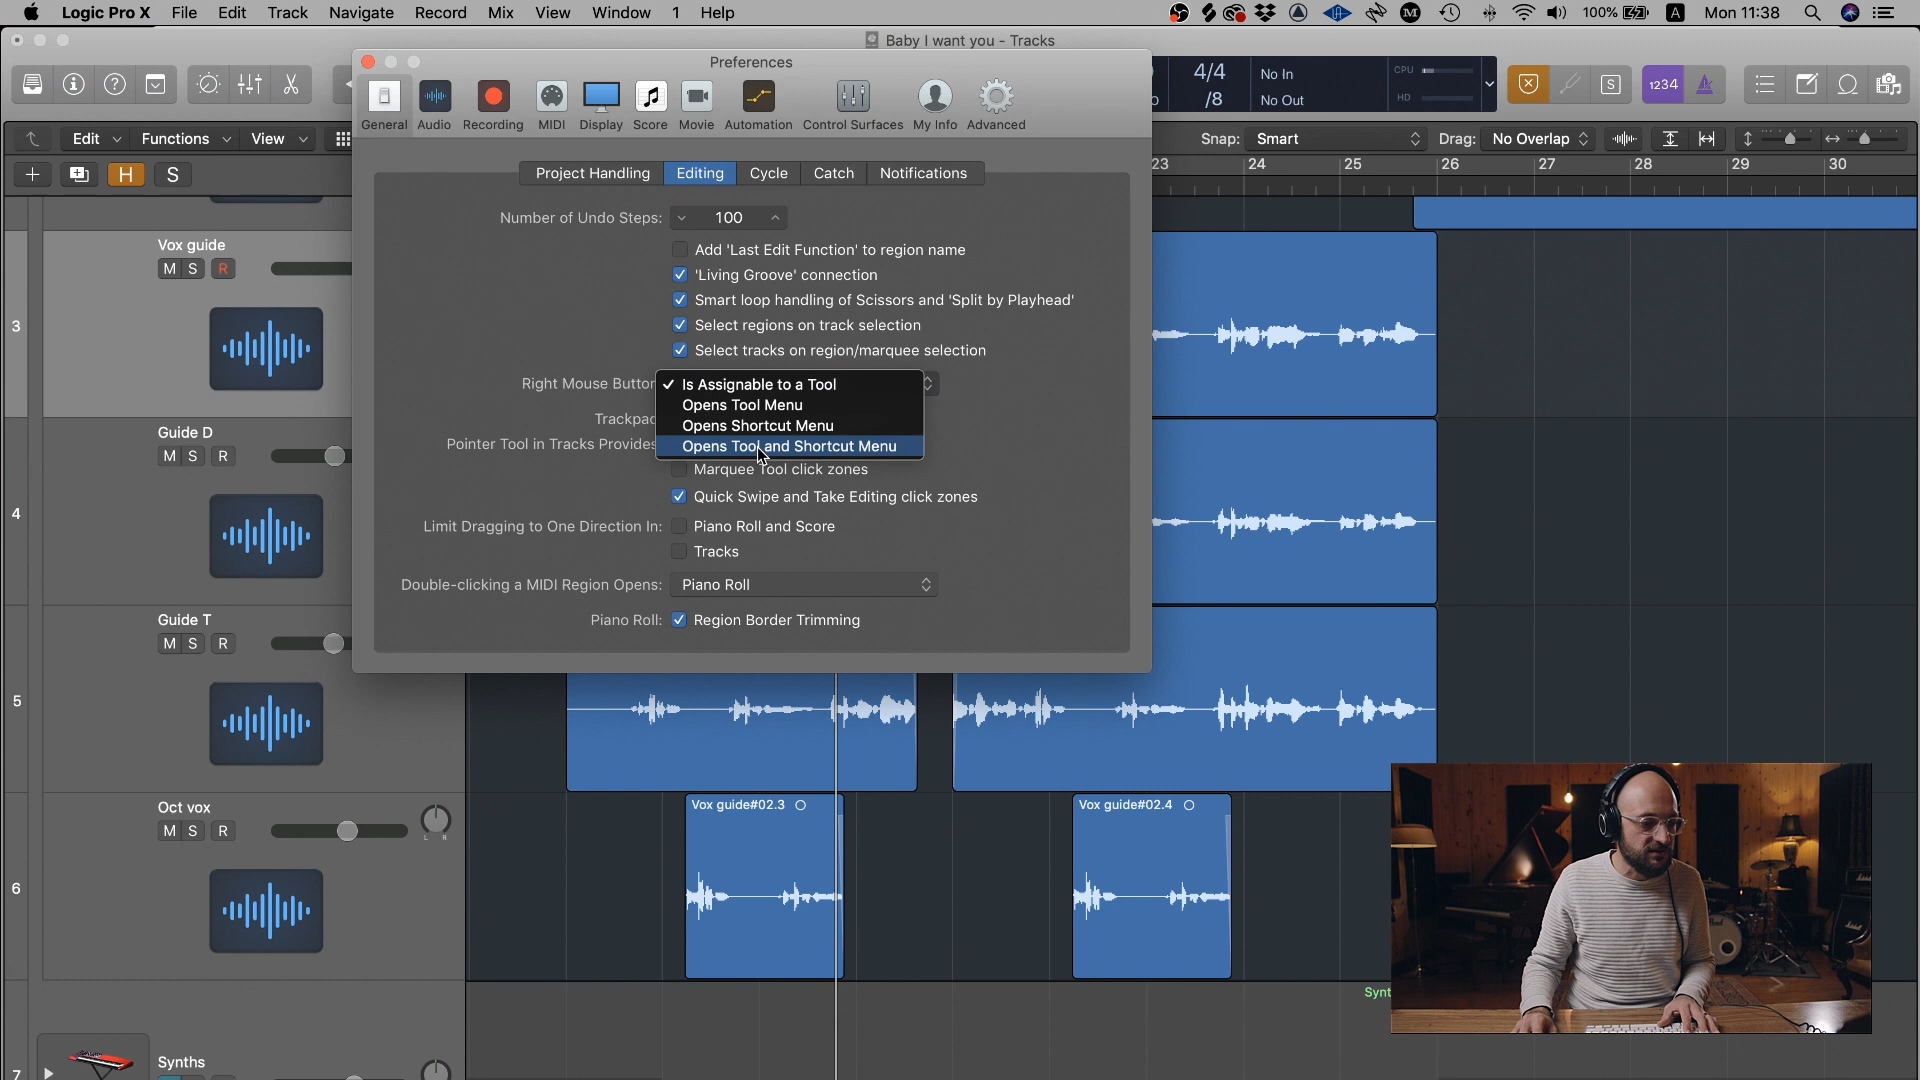 Logic Pro X File Edit Track Navigate Record Mix View Window 1 Help 100% A Mon 11:38
Baby I want you - Tracks
Preferences
General Audio Recording MIDI Display Score Movie Automation Control Surfaces My Info Advanced
4/4
/8
No In
No Out
CPU
HD
S
1234
Edit Functions View
Snap: Smart Drag: No Overlap
H S
23 24 25 26 27 28 29 30
Project Handling Editing Cycle Catch Notifications
Number of Undo Steps: 100
Add 'Last Edit Function' to region name
'Living Groove' connection
Smart loop handling of Scissors and 'Split by Playhead'
Select regions on track selection
Select tracks on region/marquee selection
Right Mouse Button
Is Assignable to a Tool
Opens Tool Menu
Opens Shortcut Menu
Opens Tool and Shortcut Menu
Trackpad
Pointer Tool in Tracks Provides
Marquee Tool click zones
Quick Swipe and Take Editing click zones
Limit Dragging to One Direction In: Piano Roll and Score
Tracks
Double-clicking a MIDI Region Opens: Piano Roll
Piano Roll: Region Border Trimming
3
Vox guide
M S R
4
Guide D
M S R
5
Guide T
M S R
6
Oct vox
M S R
L R
Vox guide#02.3
Vox guide#02.4
Synt
7
Synths